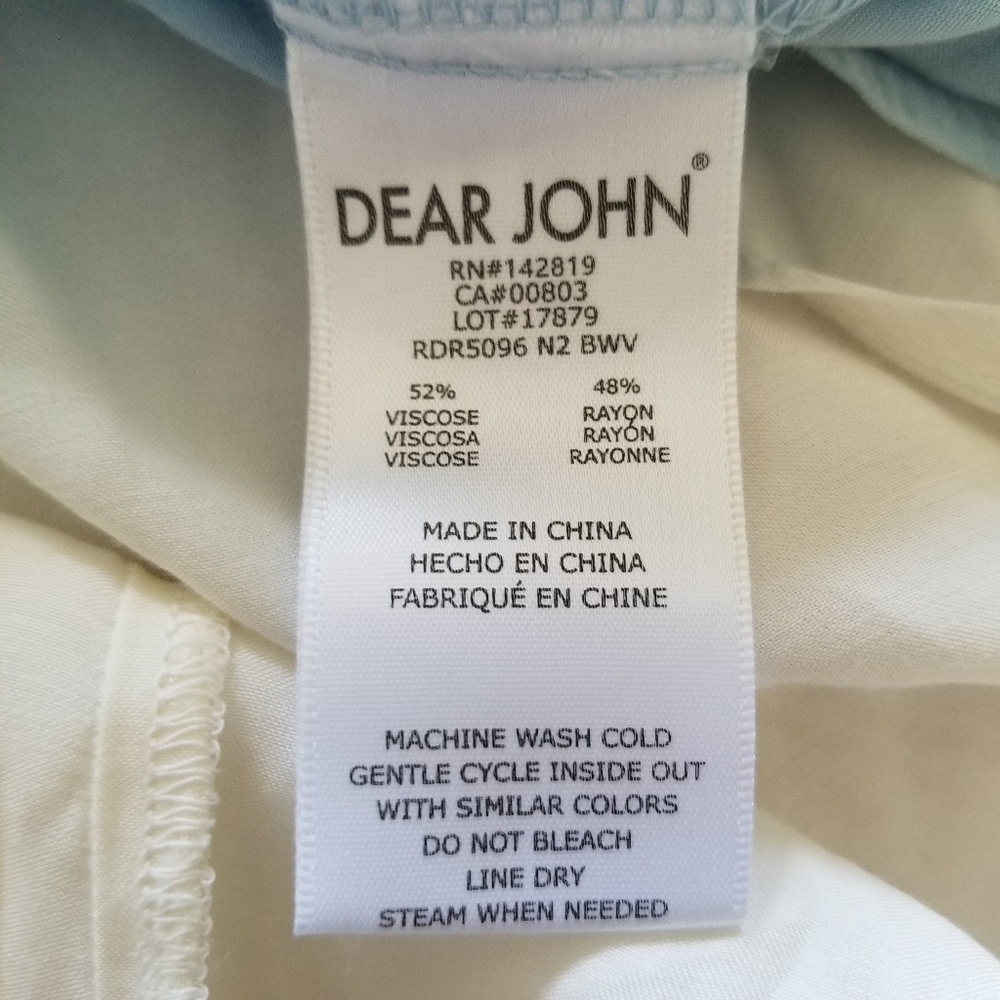 DEAR JOHN®
RN#142819
CA#00803
LOT#17879
RDR5096 N2 BWV
52% 48%
VISCOSE RAYON
VISCOSA RAYÓN
VISCOSE RAYONNE
MADE IN CHINA
HECHO EN CHINA
FABRIQUÉ EN CHINE
MACHINE WASH COLD
GENTLE CYCLE INSIDE OUT
WITH SIMILAR COLORS
DO NOT BLEACH
LINE DRY
STEAM WHEN NEEDED